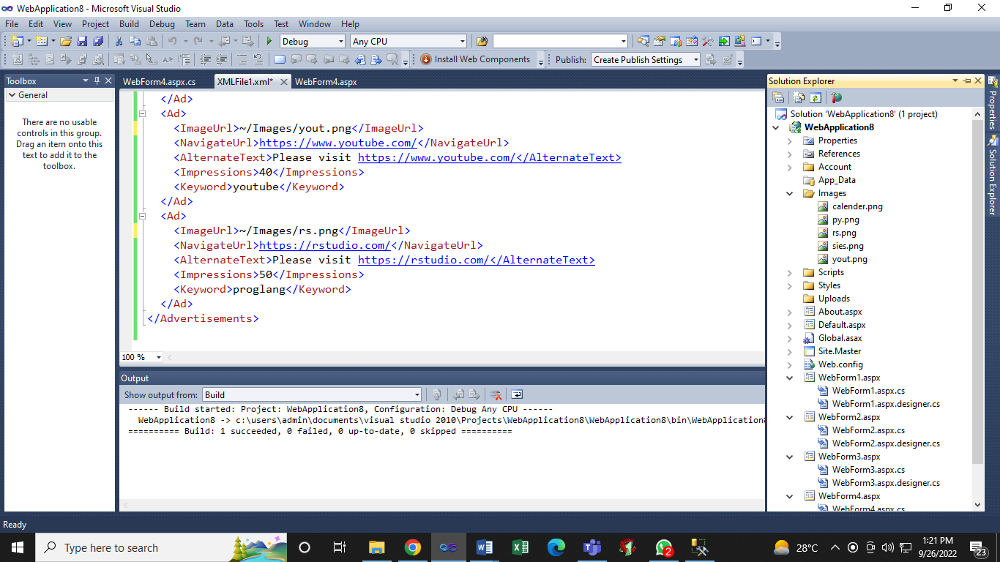 WebApplication8 - Microsoft Visual Studio
File Edit View Project Build Debug Team Data Tools Test Window Help
Debug Any CPU
Install Web Components Publish: Create Publish Settings
Toolbox
General
There are no usable
controls in this group.
Drag an item onto this
text to add it to the
toolbox.
WebForm4.aspx.cs XMLFile1.xml* WebForm4.aspx
</Ad>
<Ad>
<ImageUrl>~/Images/yout.png</ImageUrl>
<NavigateUrl>https://www.youtube.com/</NavigateUrl>
<AlternateText>Please visit https://www.youtube.com/</AlternateText>
<Impressions>40</Impressions>
<Keyword>youtube</Keyword>
</Ad>
<Ad>
<ImageUrl>~/Images/rs.png</ImageUrl>
<NavigateUrl>https://rstudio.com/</NavigateUrl>
<AlternateText>Please visit https://rstudio.com/</AlternateText>
<Impressions>50</Impressions>
<Keyword>proglang</Keyword>
</Ad>
</Advertisements>
100 %
Output
Show output from: Build
------ Build started: Project: WebApplication8, Configuration: Debug Any CPU ------
WebApplication8 -> c:\users\admin\documents\visual studio 2010\Projects\WebApplication8\WebApplication8\bin\WebApplication8
========== Build: 1 succeeded, 0 failed, 0 up-to-date, 0 skipped ==========
Solution Explorer
Solution 'WebApplication8' (1 project)
WebApplication8
Properties
References
Account
App_Data
Images
calender.png
py.png
rs.png
sies.png
yout.png
Scripts
Styles
Uploads
About.aspx
Default.aspx
Global.asax
Site.Master
Web.config
WebForm1.aspx
WebForm1.aspx.cs
WebForm1.aspx.designer.cs
WebForm2.aspx
WebForm2.aspx.cs
WebForm2.aspx.designer.cs
WebForm3.aspx
WebForm3.aspx.cs
WebForm3.aspx.designer.cs
WebForm4.aspx
WebForm4.aspx.cs
Properties
Solution Explorer
Ready
Type here to search
2
28°C
1:21 PM
9/26/2022
23